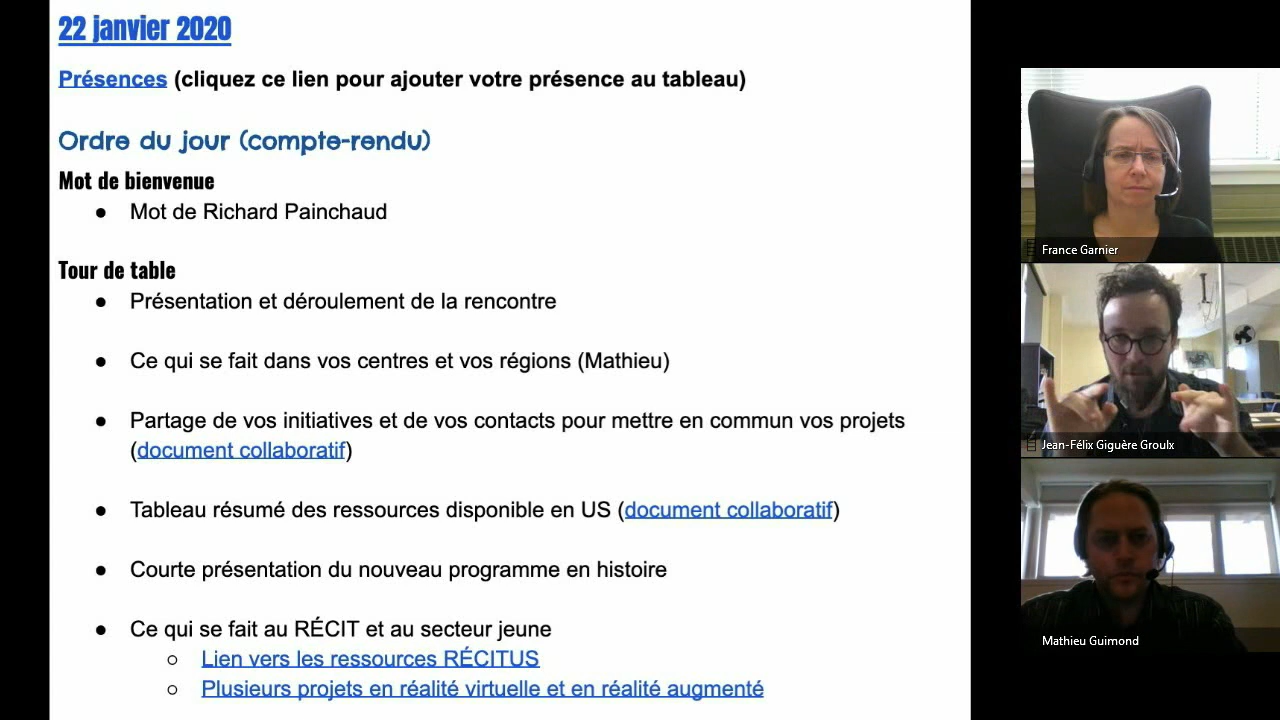 22 janvier 2020
Présences (cliquez ce lien pour ajouter votre présence au tableau)
Ordre du jour (compte-rendu)
Mot de bienvenue
● Mot de Richard Painchaud
Tour de table
● Présentation et déroulement de la rencontre
● Ce qui se fait dans vos centres et vos régions (Mathieu)
● Partage de vos initiatives et de vos contacts pour mettre en commun vos projets
(document collaboratif)
● Tableau résumé des ressources disponible en US (document collaboratif)
● Courte présentation du nouveau programme en histoire
● Ce qui se fait au RÉCIT et au secteur jeune
○ Lien vers les ressources RÉCITUS
○ Plusieurs projets en réalité virtuelle et en réalité augmenté
France Garnier
Jean-Félix Giguère Groulx
Mathieu Guimond